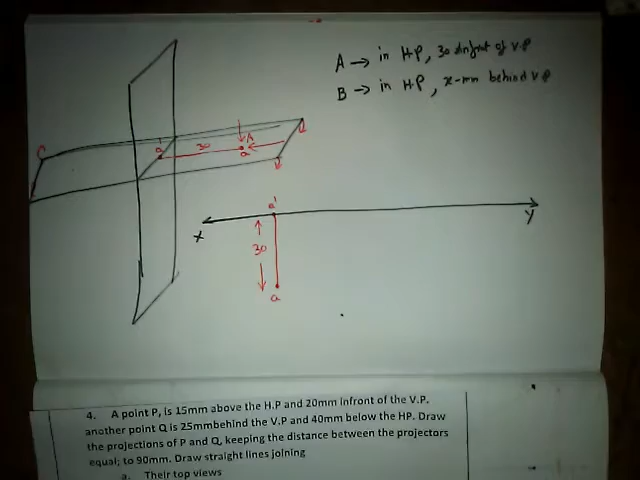 A → in H.P, 30 infront of V.P
B → in H.P, x-mm behind V.P
C
a'
30
A
a
a'
X
Y
30
a
4. A point P, is 15mm above the H.P and 20mm infront of the V.P.
another point Q is 25mmbehind the V.P and 40mm below the HP. Draw
the projections of P and Q, keeping the distance between the projectors
equal; to 90mm. Draw straight lines joining
a. Their top views